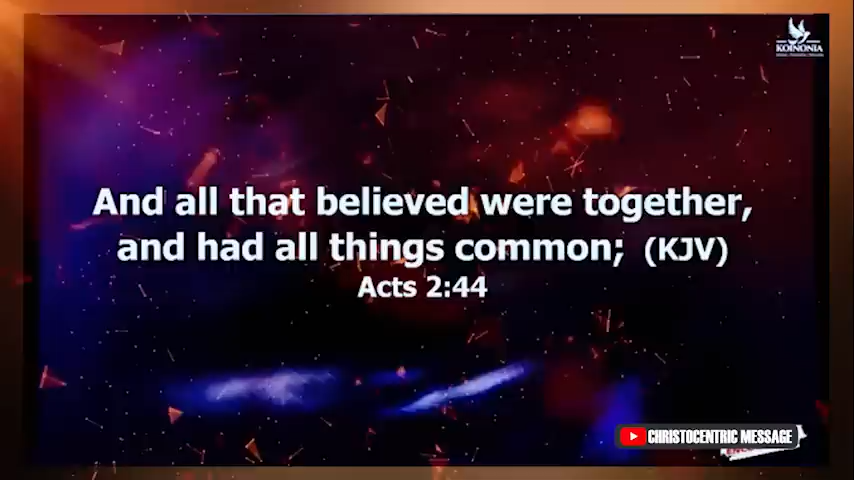 KOINONIA
And all that believed were together,
and had all things common; (KJV)
Acts 2:44
CHRISTOCENTRIC MESSAGE